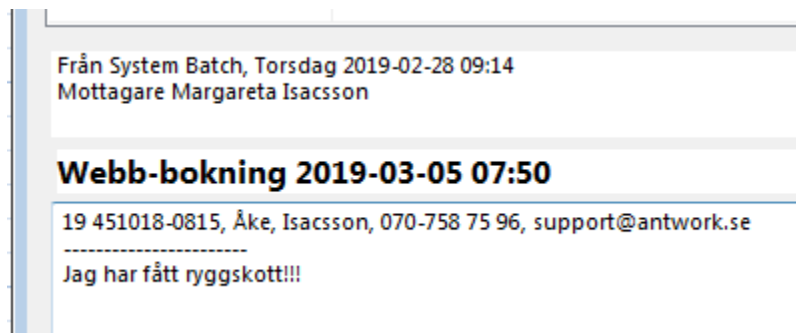 Från System Batch, Torsdag 2019-02-28 09:14
Mottagare Margareta Isacsson
Webb-bokning 2019-03-05 07:50
19 451018-0815, Åke, Isacsson, 070-758 75 96, support@antwork.se
-----------------------
Jag har fått ryggskott!!!